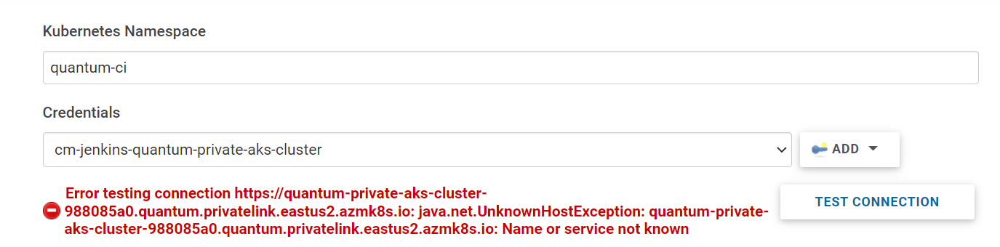 Kubernetes Namespace
quantum-ci
Credentials
cm-jenkins-quantum-private-aks-cluster
ADD
Error testing connection https://quantum-private-aks-cluster-
988085a0.quantum.privatelink.eastus2.azmk8s.io: java.net.UnknownHostException: quantum-private-
aks-cluster-988085a0.quantum.privatelink.eastus2.azmk8s.io: Name or service not known
TEST CONNECTION